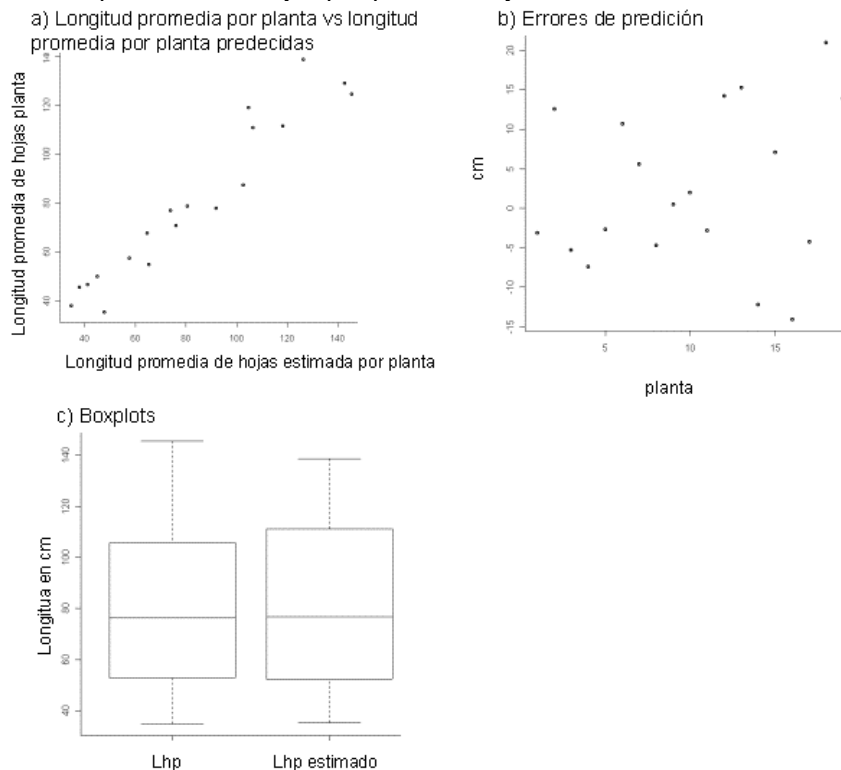 a) Longitud promedia por planta vs longitud
promedia por planta predecidas
Longitud promedia de hojas planta
40
60
80
100
120
140
40
60
80
100
120
140
Longitud promedia de hojas estimada por planta
b) Errores de predición
cm
-15
-10
-5
0
5
10
15
20
5
10
15
planta
c) Boxplots
Longitua en cm
40
60
80
100
120
140
Lhp
Lhp estimado